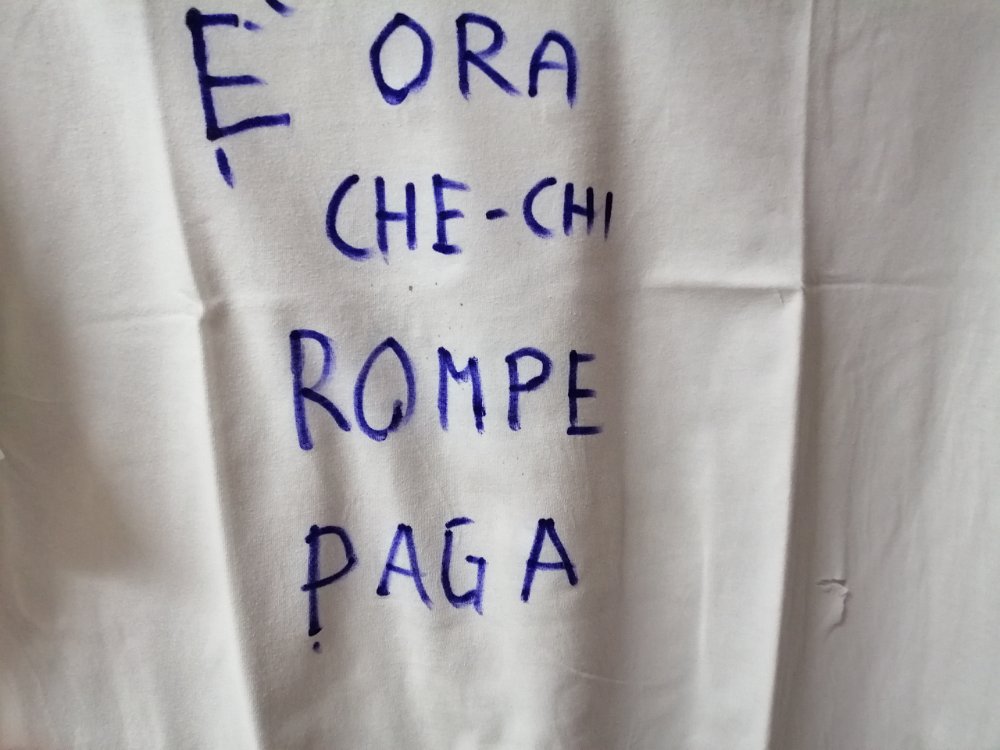 È ORA
CHE-CHI
ROMPE
PAGA